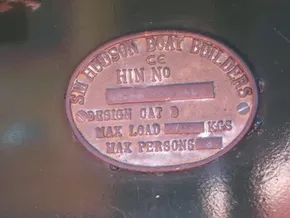 S.M HUDSON BOAT BUILDERS
CE
HIN NO
DESIGN CAT D
MAX LOAD KGS
MAX PERSONS